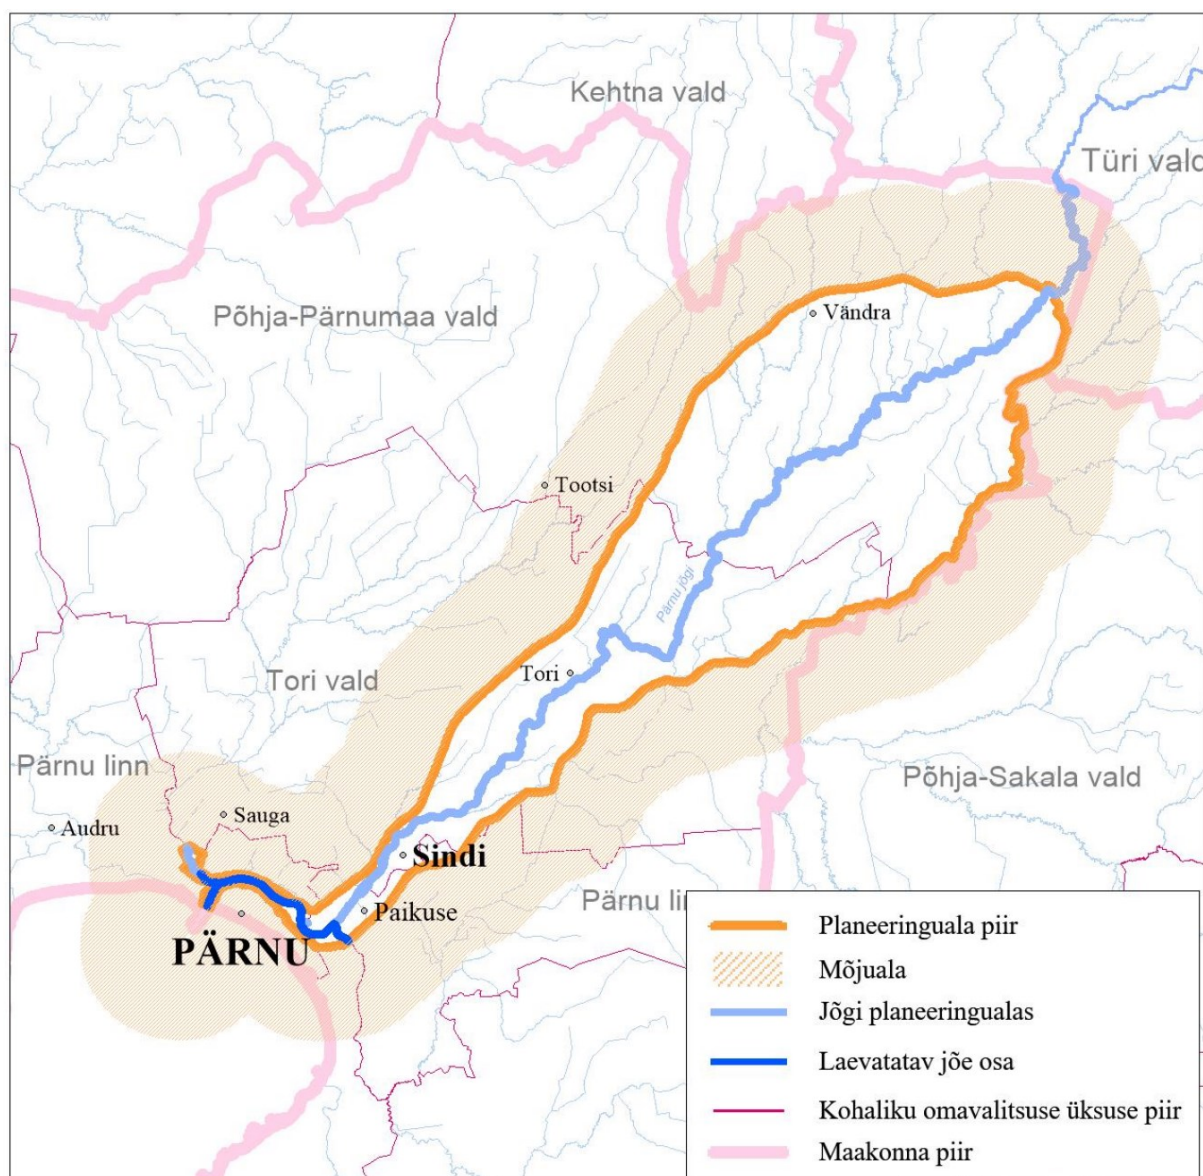 Kehtna vald
Türi vald
Põhja-Pärnumaa vald
Vändra
Tootsi
Pärnu jõgi
Tori
Tori vald
Pärnu linn
Põhja-Sakala vald
Sauga
Audru
Sindi
Pärnu lin
Paikuse
PÄRNU
Planeeringuala piir
Mõjuala
Jõgi planeeringualas
Laevatatav jõe osa
Kohaliku omavalitsuse üksuse piir
Maakonna piir